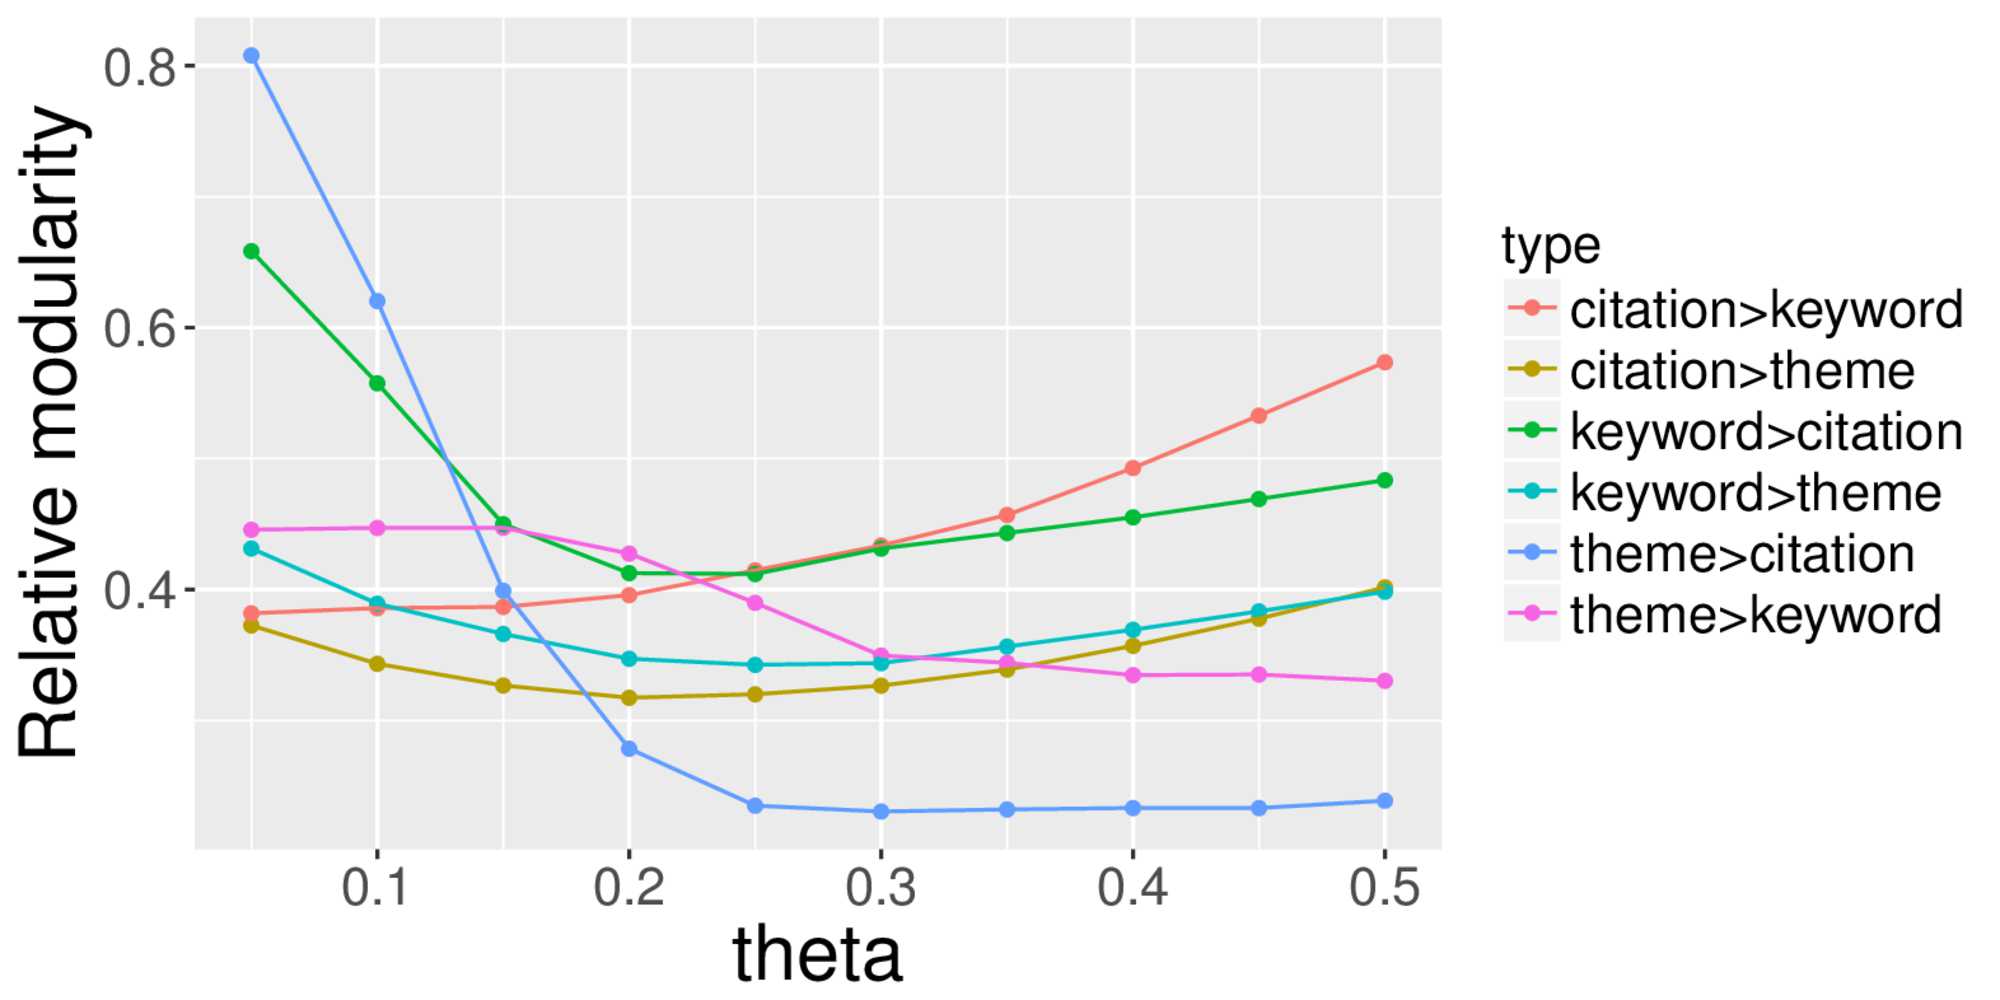 Relative modularity
0.8
0.6
0.4
0.1
0.2
0.3
0.4
0.5
theta
type
citation>keyword
citation>theme
keyword>citation
keyword>theme
theme>citation
theme>keyword